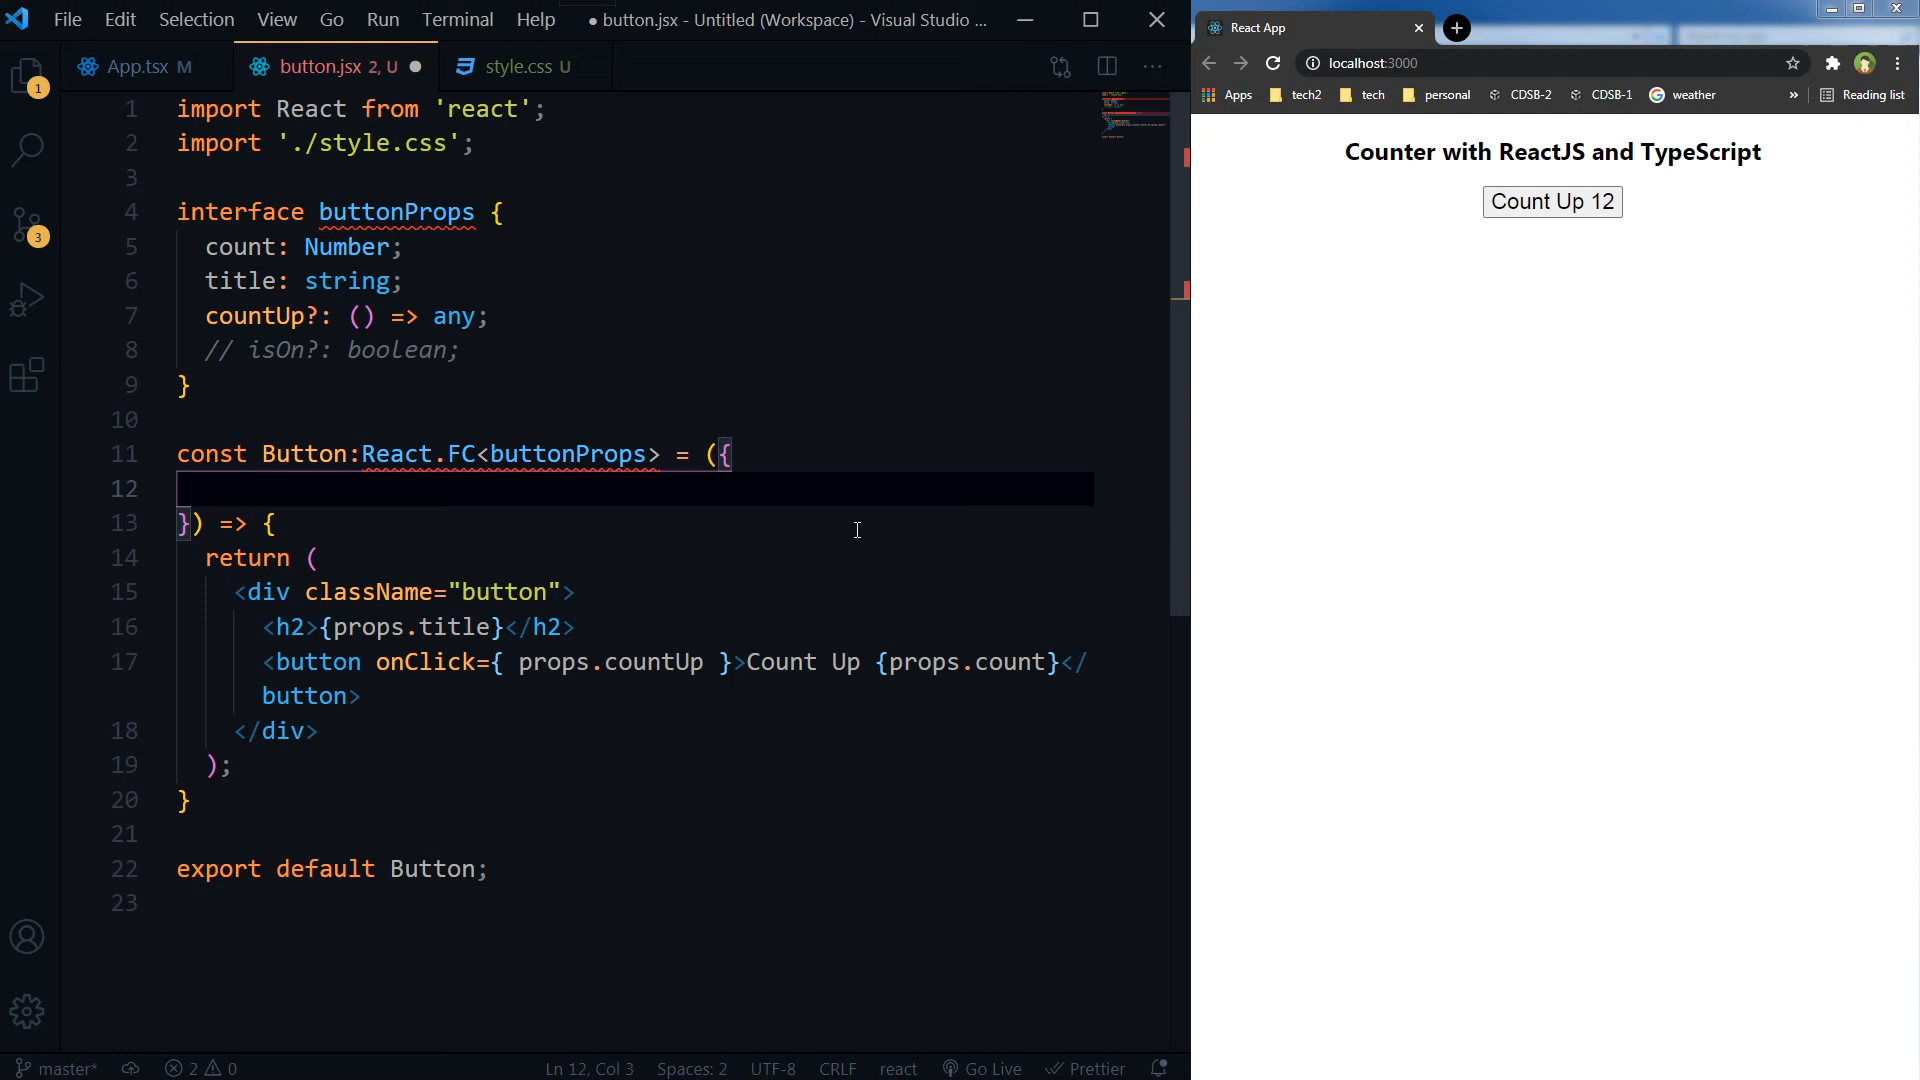 File Edit Selection View Go Run Terminal Help ● button.jsx - Untitled (Workspace) - Visual Studio ...
App.tsx M button.jsx 2, U ● style.css U
1 import React from 'react';
2 import './style.css';
3
4 interface buttonProps {
5 count: Number;
6 title: string;
7 countUp?: () => any;
8 // isOn?: boolean;
9 }
10
11 const Button:React.FC<buttonProps> = ({
12
13 }) => {
14 return (
15 <div className="button">
16 <h2>{props.title}</h2>
17 <button onClick={ props.countUp }>Count Up {props.count}</
button>
18 </div>
19 );
20 }
21
22 export default Button;
23
1
3
master* 2 0 Ln 12, Col 3 Spaces: 2 UTF-8 CRLF react Go Live Prettier
React App
localhost:3000
Apps tech2 tech personal CDSB-2 CDSB-1 weather » Reading list
Counter with ReactJS and TypeScript
Count Up 12